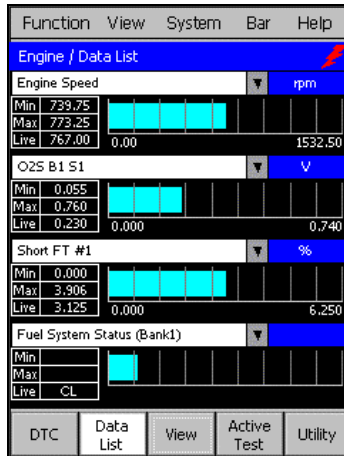 Function View System Bar Help
Engine / Data List
Engine Speed rpm
Min 739.75
Max 773.25
Live 767.00 0.00 1532.50
O2S B1 S1 V
Min 0.055
Max 0.760
Live 0.230 0.000 0.740
Short FT #1 %
Min 0.000
Max 3.906
Live 3.125 0.000 6.250
Fuel System Status (Bank1)
Min
Max
Live CL
DTC Data List View Active Test Utility